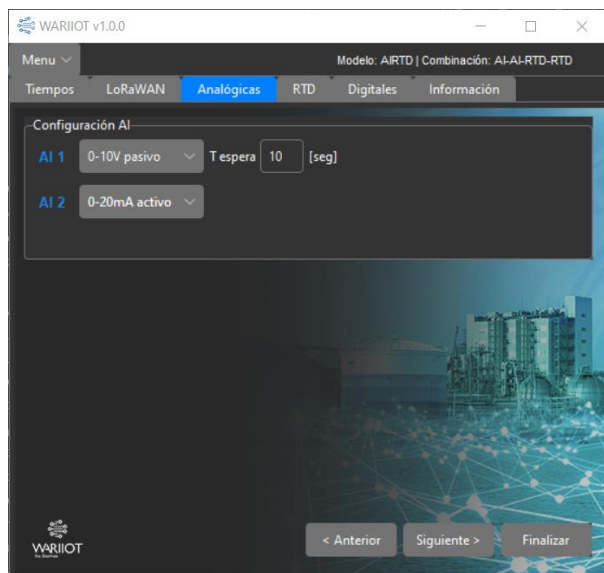 WARIIOT v1.0.0
Menu Modelo: AIRTD | Combinación: AI-AI-RTD-RTD
Tiempos LoRaWAN Analógicas RTD Digitales Información
Configuración AI
AI 1 0-10V pasivo T espera 10 [seg]
AI 2 0-20mA activo
WARIIOT
< Anterior Siguiente > Finalizar